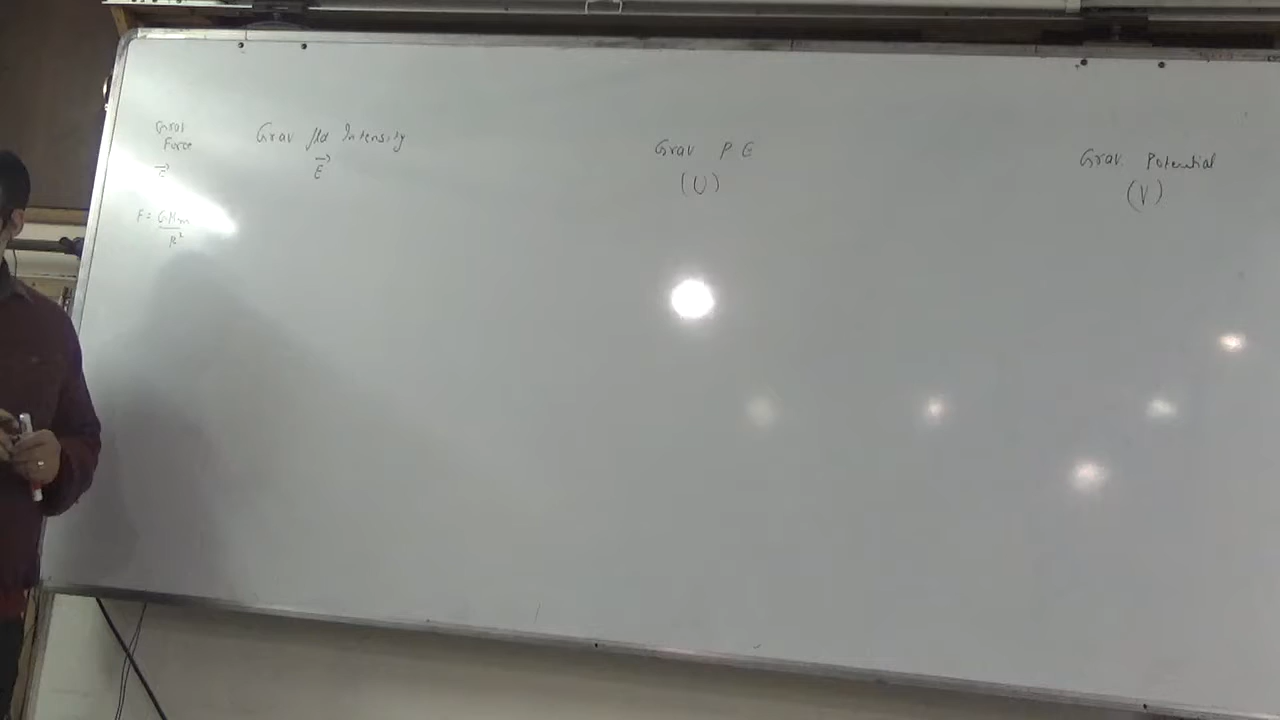 Grav
Force
F = GMm
R²
Grav fld Intensity
E
Grav P E
(U)
Grav. Potential
(V)